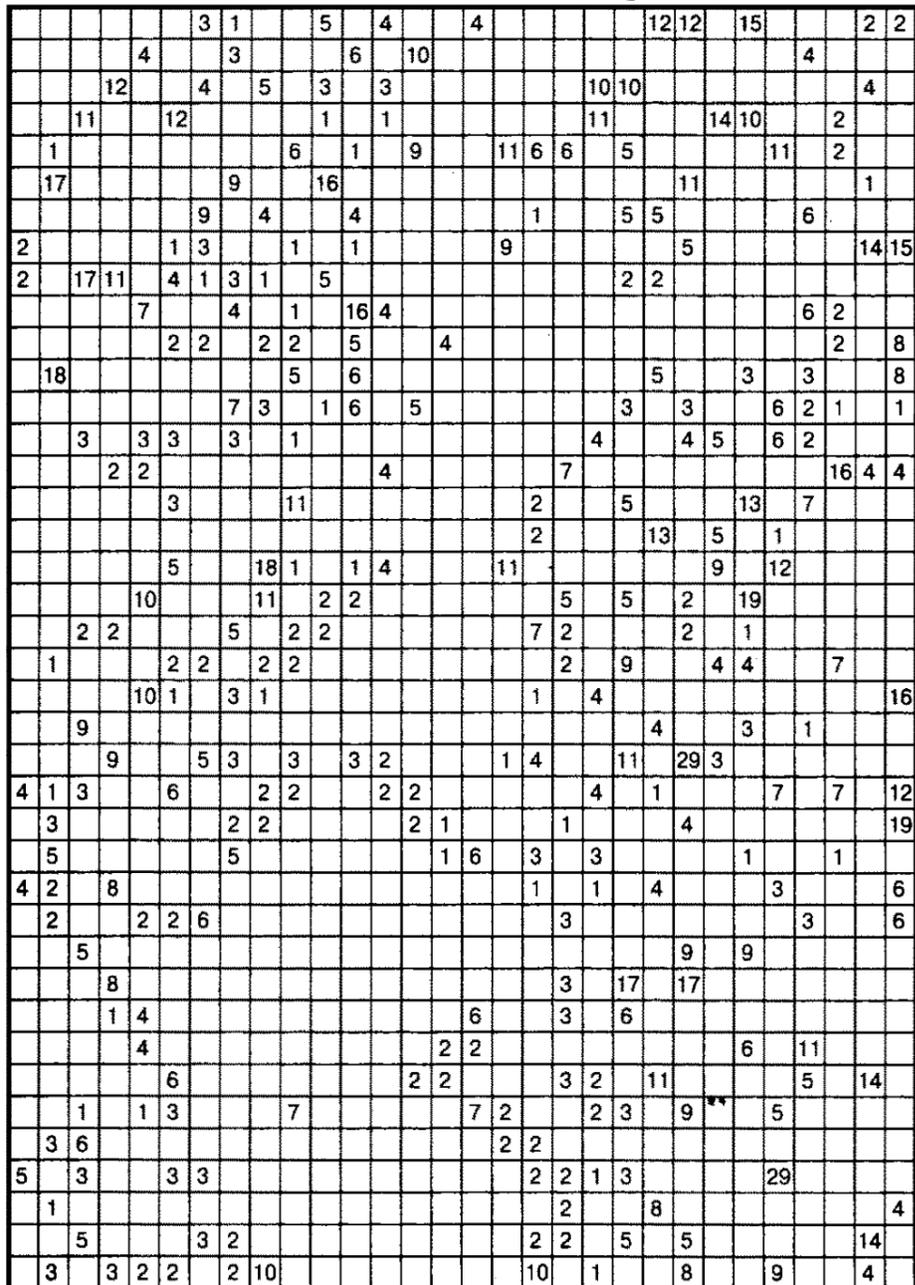 3 1 5 4 4 12 12 15 2 2
4 3 6 10 4
12 4 5 3 3 10 10 4
11 12 1 1 11 14 10 2
1 6 1 9 11 6 6 5 11 2
17 9 16 11 1
9 4 4 1 5 5 6
2 1 3 1 1 9 5 14 15
2 17 11 4 1 3 1 5 2 2
7 4 1 16 4 6 2
2 2 2 2 5 4 2 8
18 5 6 5 3 3 8
7 3 1 6 5 3 3 6 2 1 1
3 3 3 3 1 4 4 5 6 2
2 2 4 7 16 4 4
3 11 2 5 13 7
2 13 5 1
5 18 1 1 4 11 9 12
10 11 2 2 5 5 2 19
2 2 5 2 2 7 2 2 1
1 2 2 2 2 2 9 4 4 7
10 1 3 1 1 4 16
9 4 3 1
9 5 3 3 3 2 1 4 11 29 3
4 1 3 6 2 2 2 2 4 1 7 7 12
3 2 2 2 1 1 4 19
5 5 1 6 3 3 1 1
4 2 8 1 1 4 3 6
2 2 2 6 3 3 6
5 9 9
8 3 17 17
1 4 6 3 6
4 2 2 6 11
6 2 2 3 2 11 5 14
1 1 3 7 7 2 2 3 9 5
3 6 2 2
5 3 3 3 2 2 1 3 29
1 2 8 4
5 3 2 2 2 5 5 14
3 3 2 2 2 10 10 1 8 9 4